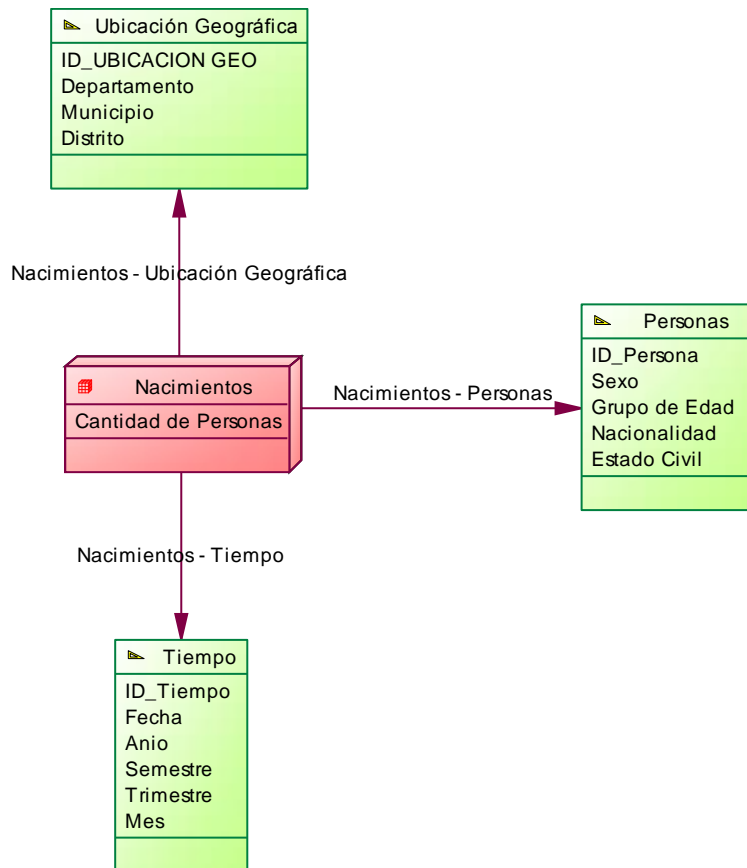 Ubicación Geográfica
ID_UBICACION GEO
Departamento
Municipio
Distrito
Nacimientos - Ubicación Geográfica
Nacimientos
Cantidad de Personas
Nacimientos - Personas
Personas
ID_Persona
Sexo
Grupo de Edad
Nacionalidad
Estado Civil
Nacimientos - Tiempo
Tiempo
ID_Tiempo
Fecha
Anio
Semestre
Trimestre
Mes